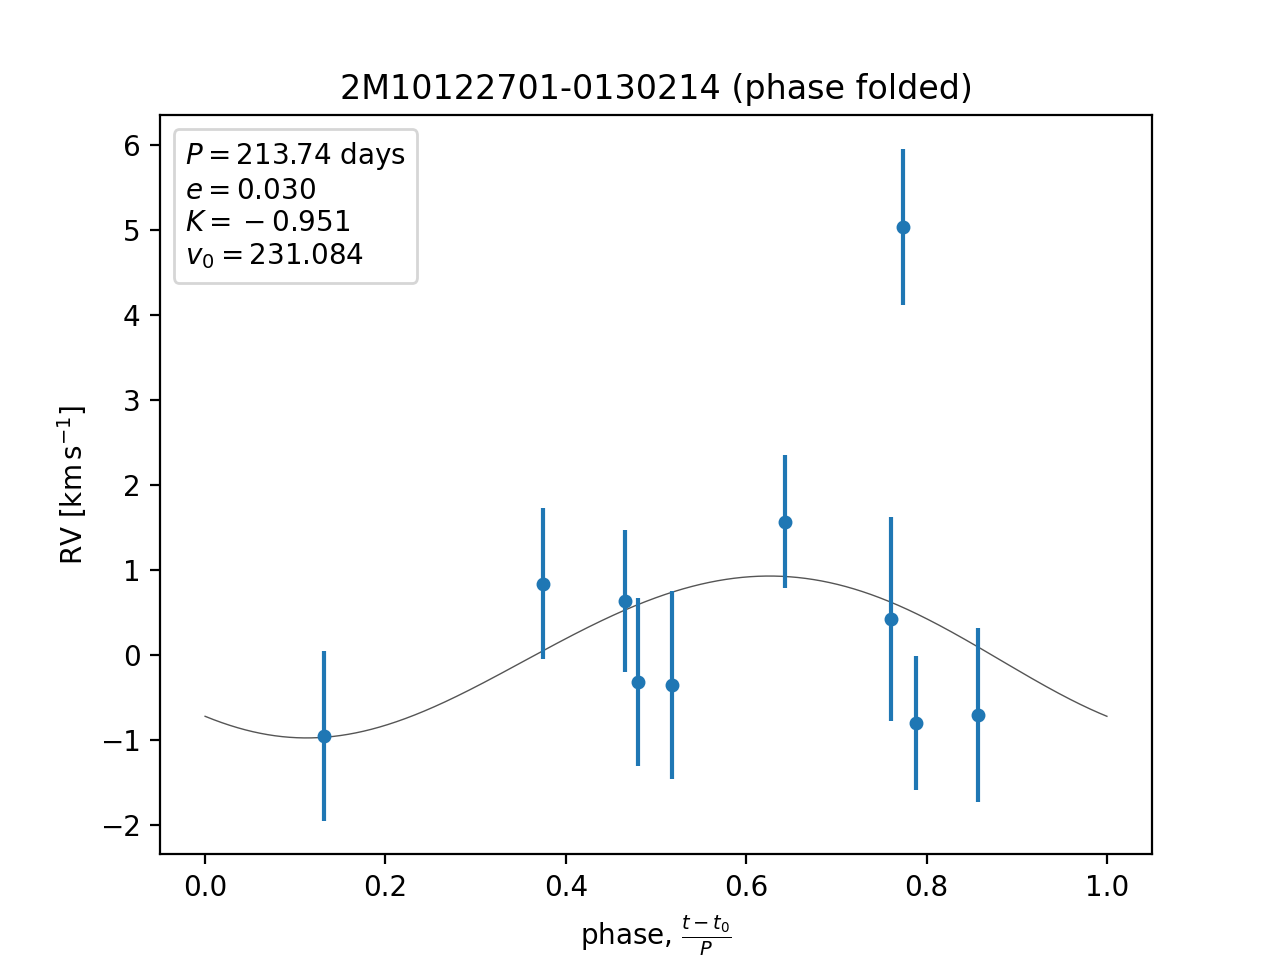 2M10122701-0130214 (phase folded)
P = 213.74 days
e = 0.030
K = −0.951
v₀ = 231.084
6
5
4
3
2
1
0
−1
−2
RV [km s⁻¹]
0.0 0.2 0.4 0.6 0.8 1.0
phase, (t − t₀)/P